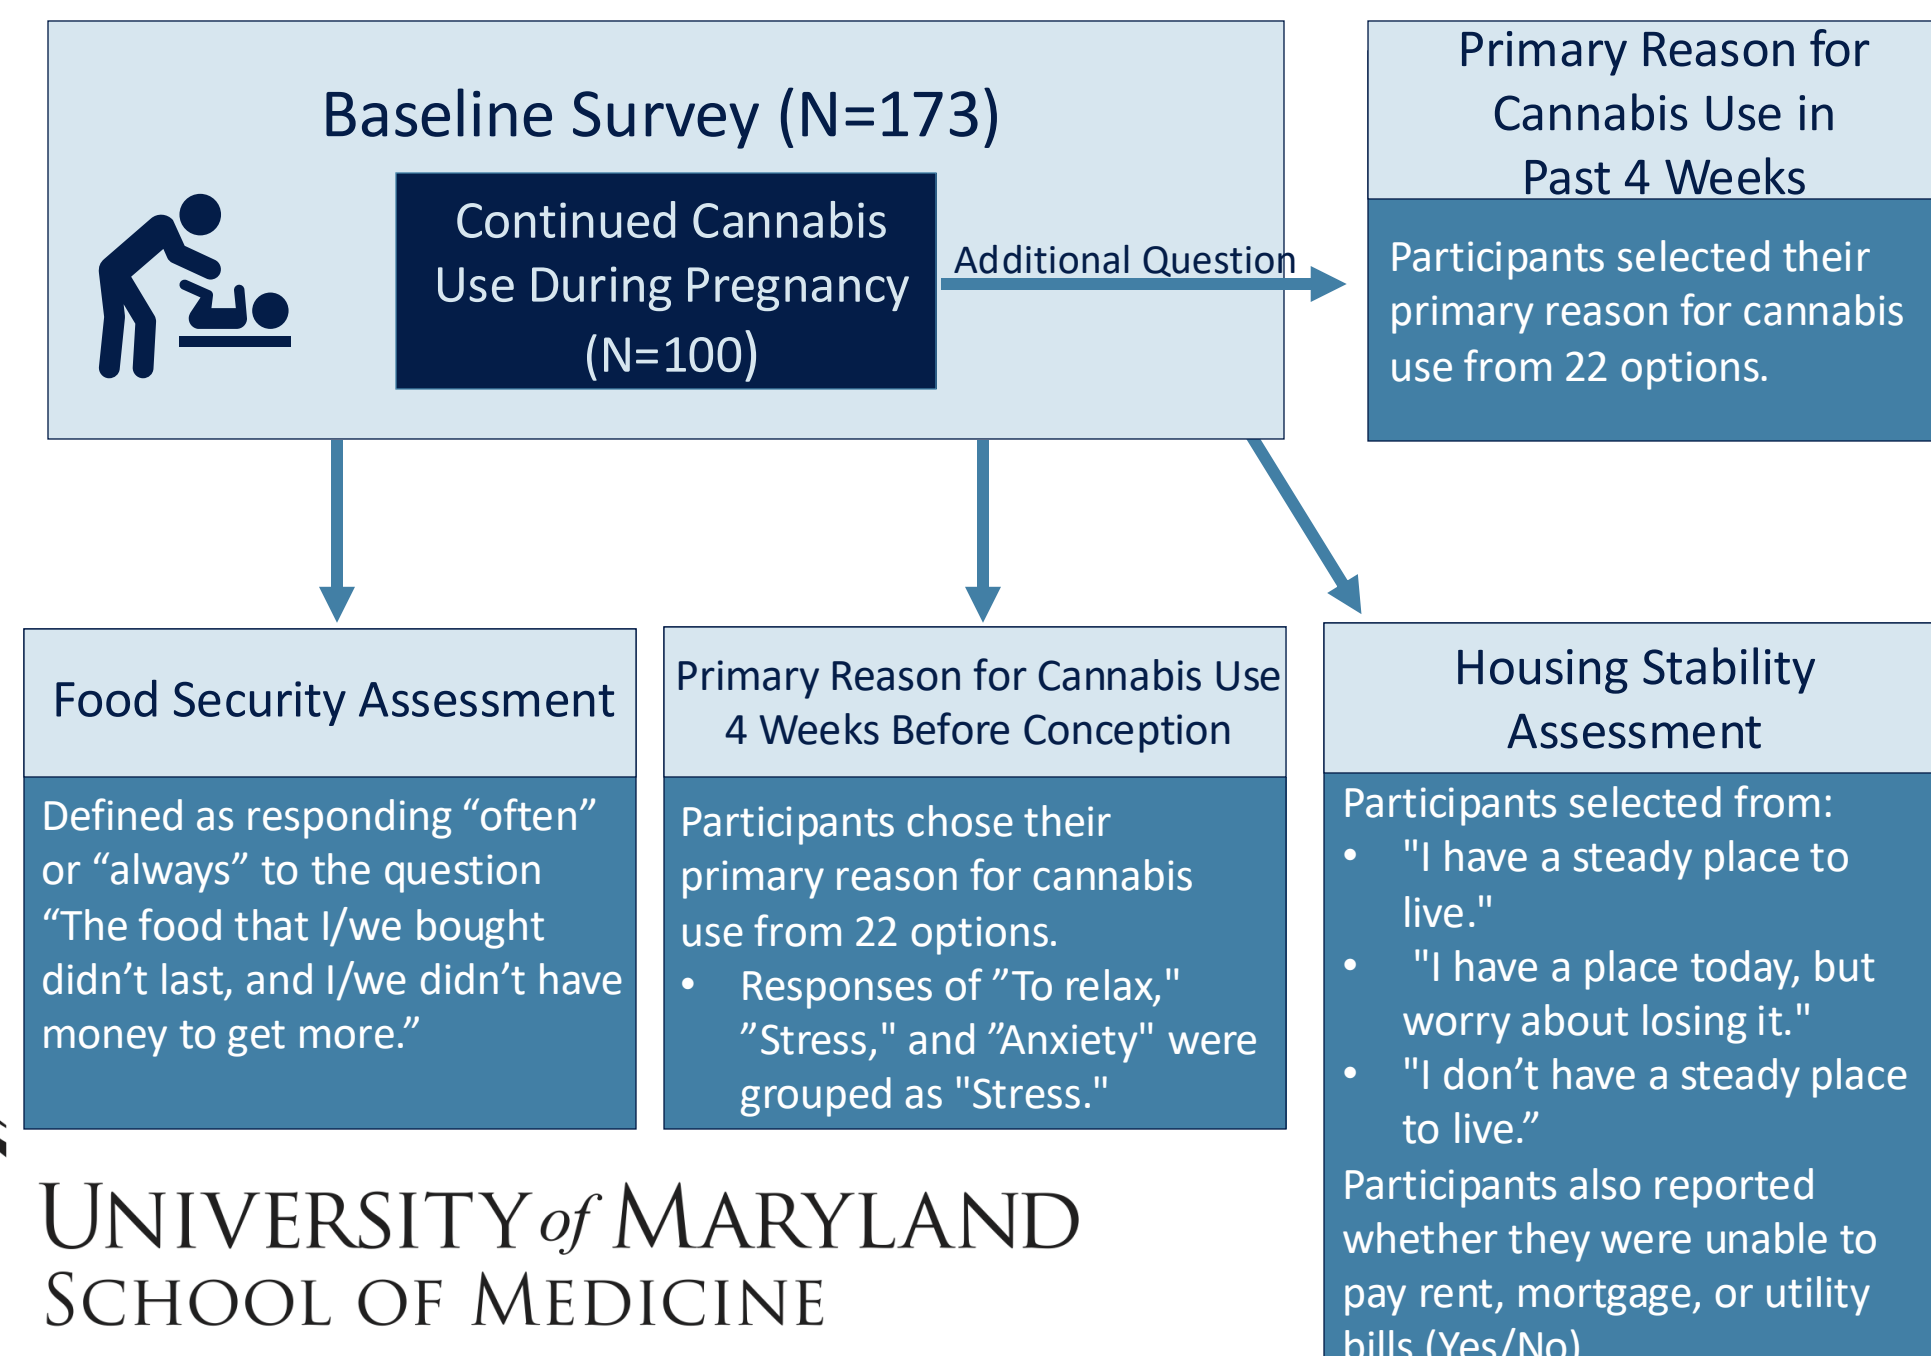 Baseline Survey (N=173)
Continued Cannabis
Use During Pregnancy
(N=100)
Additional Question
Primary Reason for
Cannabis Use in
Past 4 Weeks
Participants selected their
primary reason for cannabis
use from 22 options.
Food Security Assessment
Defined as responding “often”
or “always” to the question
“The food that I/we bought
didn’t last, and I/we didn’t have
money to get more.”
Primary Reason for Cannabis Use
4 Weeks Before Conception
Participants chose their
primary reason for cannabis
use from 22 options.
• Responses of ”To relax,"
”Stress," and ”Anxiety" were
grouped as "Stress."
Housing Stability
Assessment
Participants selected from:
• "I have a steady place to
live."
• "I have a place today, but
worry about losing it."
• "I don’t have a steady place
to live.”
Participants also reported
whether they were unable to
pay rent, mortgage, or utility
bills (Yes/No)
UNIVERSITY of MARYLAND
SCHOOL OF MEDICINE